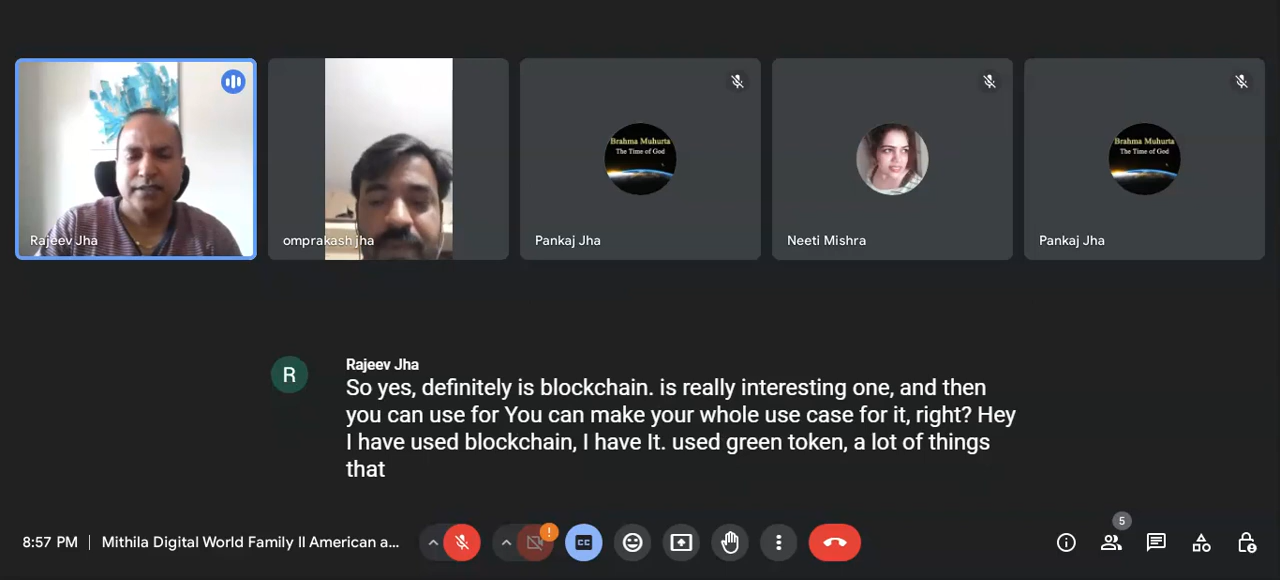 Brahma Muhurta
The Time of God
Brahma Muhurta
The Time of God
Rajeev Jha
omprakash jha
Pankaj Jha
Neeti Mishra
Pankaj Jha
R
Rajeev Jha
So yes, definitely is blockchain. is really interesting one, and then
you can use for You can make your whole use case for it, right? Hey
I have used blockchain, I have It. used green token, a lot of things
that
5
8:57 PM | Mithila Digital World Family II American a...
CC
!